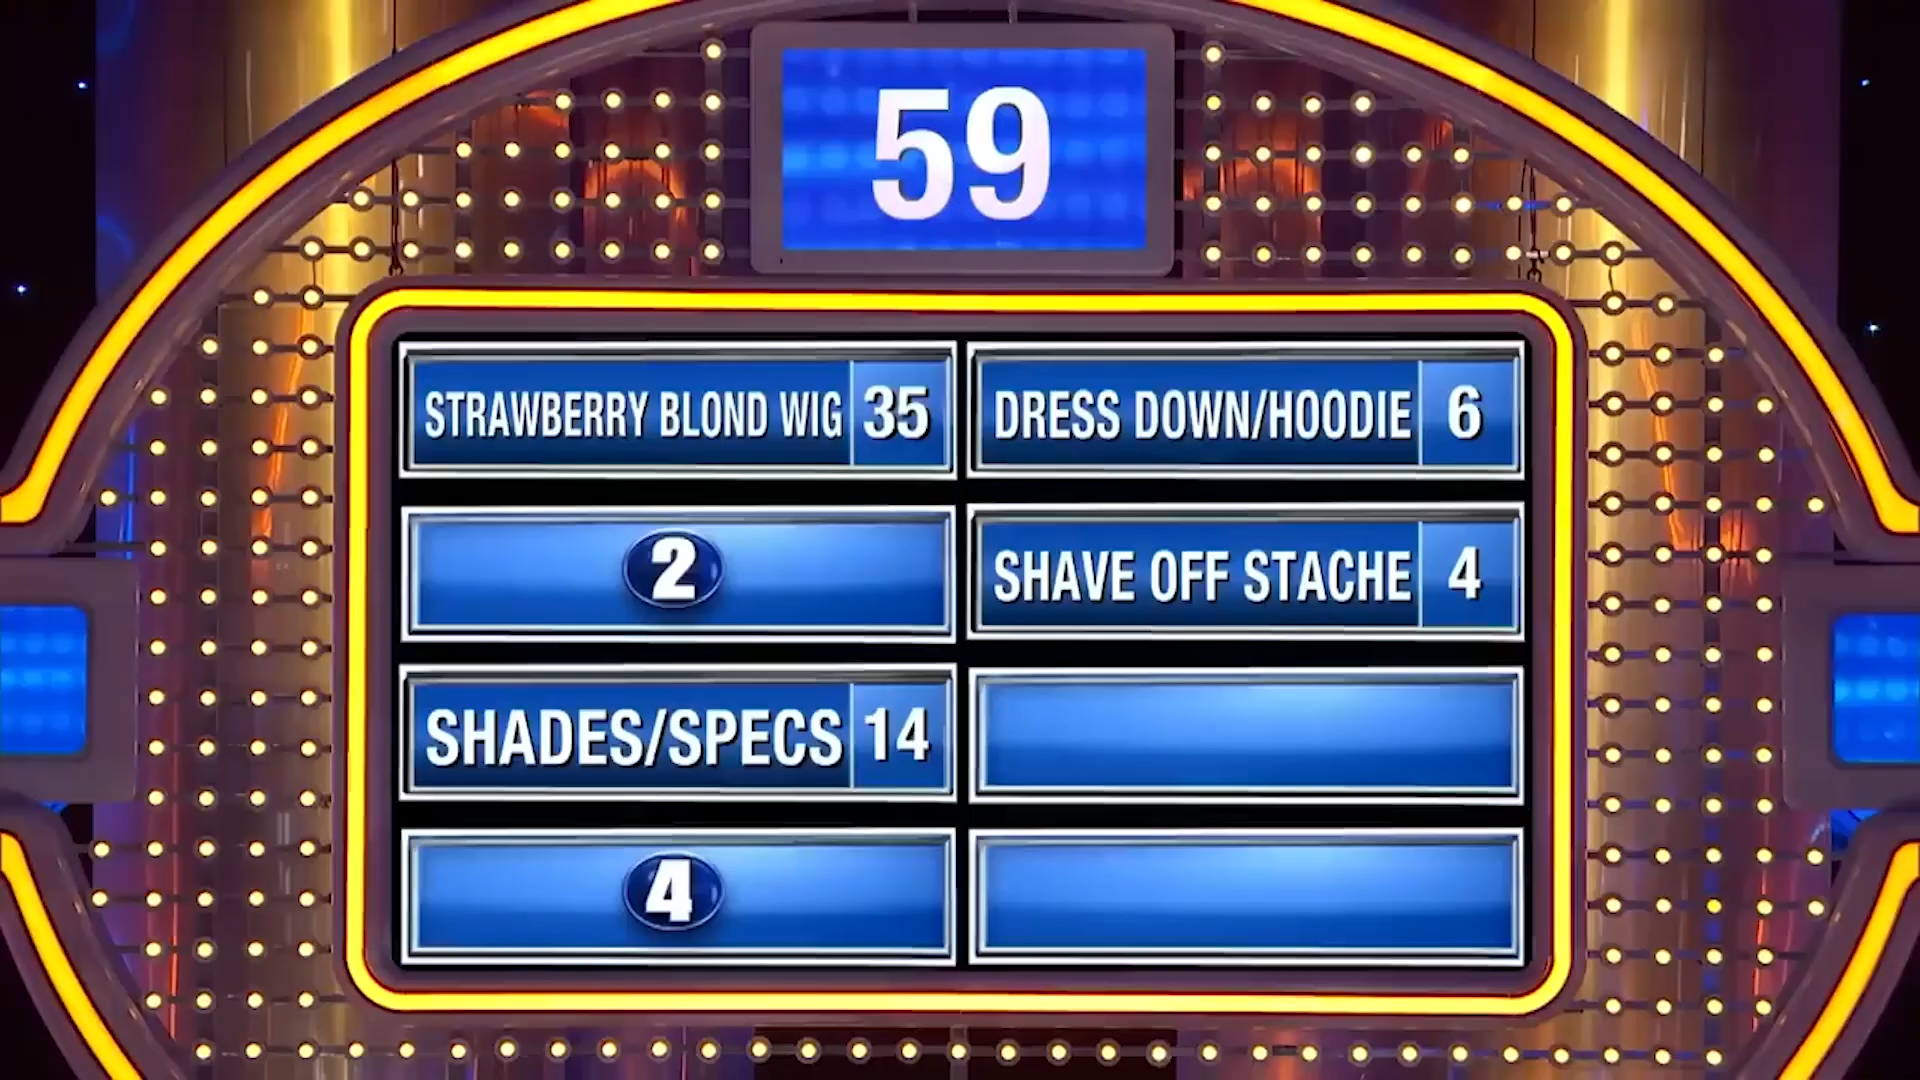 59
STRAWBERRY BLOND WIG 35
2
SHADES/SPECS 14
4
DRESS DOWN/HOODIE 6
SHAVE OFF STACHE 4